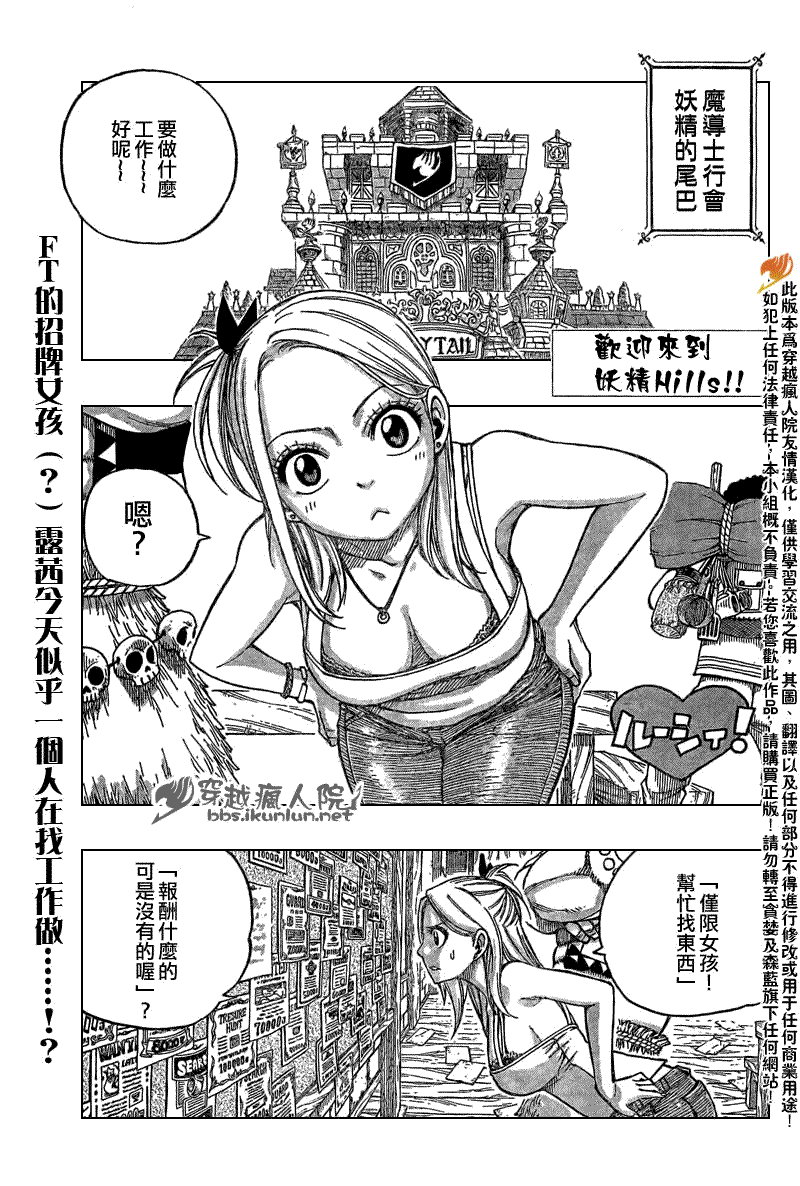 魔導士行會
妖精的尾巴
要做什麼
工作~~~
好呢~~
YTAIL
歡迎來到
妖精Hills!!
嗯？
ルーシィ！
FT的招牌女孩（？）露茜今天似乎一個人在找工作做……！？
穿越瘋人院
bbs.ikunlun.net
「僅限女孩！
幫忙找東西」
「報酬什麼的
可是沒有的喔」？
TRESURE
HUNT
WANT
SEARC
此版本爲穿越瘋人院友情漢化，僅供學習交流之用，其圖、翻譯以及任何部分不得進行修改或用于任何商業用途！
如犯上任何法律責任，本小組概不負責。若您喜歡此作品，請購買正版！請勿轉至貪婪及森藍旗下任何網站！